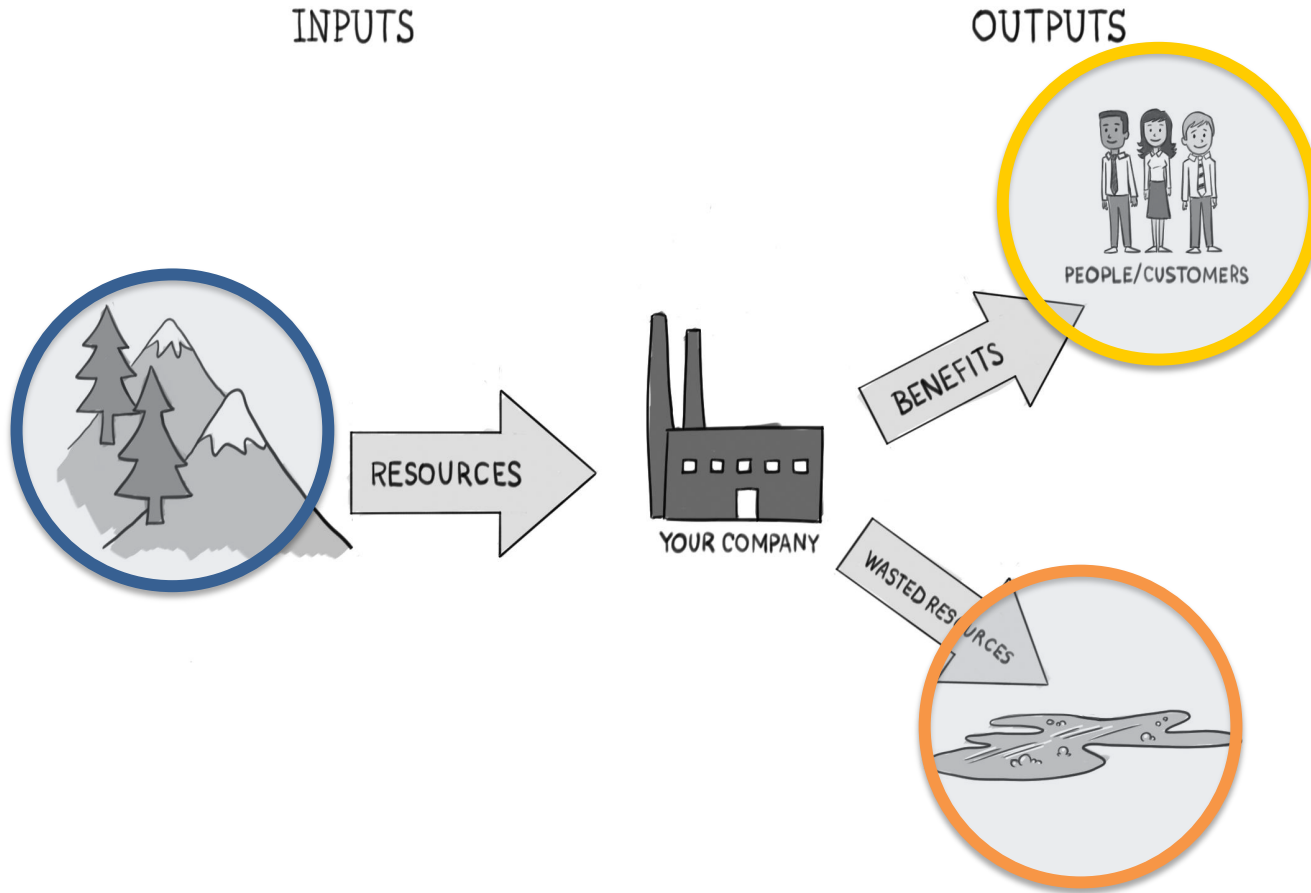 INPUTS
OUTPUTS
PEOPLE/CUSTOMERS
BENEFITS
RESOURCES
YOUR COMPANY
WASTED RESOURCES